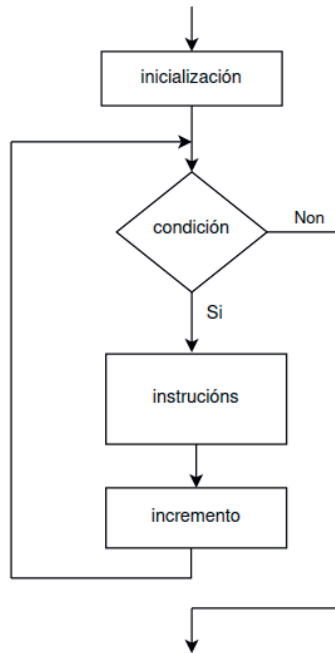 inicialización
condición
Non
Si
instrucións
incremento